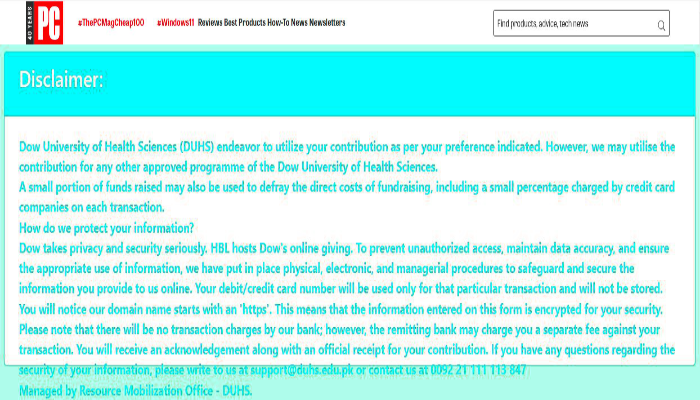 40 YEARS
PC
#ThePCMagCheap100 #Windows11 Reviews Best Products How-To News Newsletters
Find products, advice, tech news
Disclaimer:
Dow University of Health Sciences (DUHS) endeavor to utilize your contribution as per your preference indicated. However, we may utilise the
contribution for any other approved programme of the Dow University of Health Sciences.
A small portion of funds raised may also be used to defray the direct costs of fundraising, including a small percentage charged by credit card
companies on each transaction.
How do we protect your information?
Dow takes privacy and security seriously. HBL hosts Dow's online giving. To prevent unauthorized access, maintain data accuracy, and ensure
the appropriate use of information, we have put in place physical, electronic, and managerial procedures to safeguard and secure the
information you provide to us online. Your debit/credit card number will be used only for that particular transaction and will not be stored.
You will notice our domain name starts with an 'https'. This means that the information entered on this form is encrypted for your security.
Please note that there will be no transaction charges by our bank; however, the remitting bank may charge you a separate fee against your
transaction. You will receive an acknowledgement along with an official receipt for your contribution. If you have any questions regarding the
security of your information, please write to us at support@duhs.edu.pk or contact us at 0092 21 111 113 847
Managed by Resource Mobilization Office - DUHS.